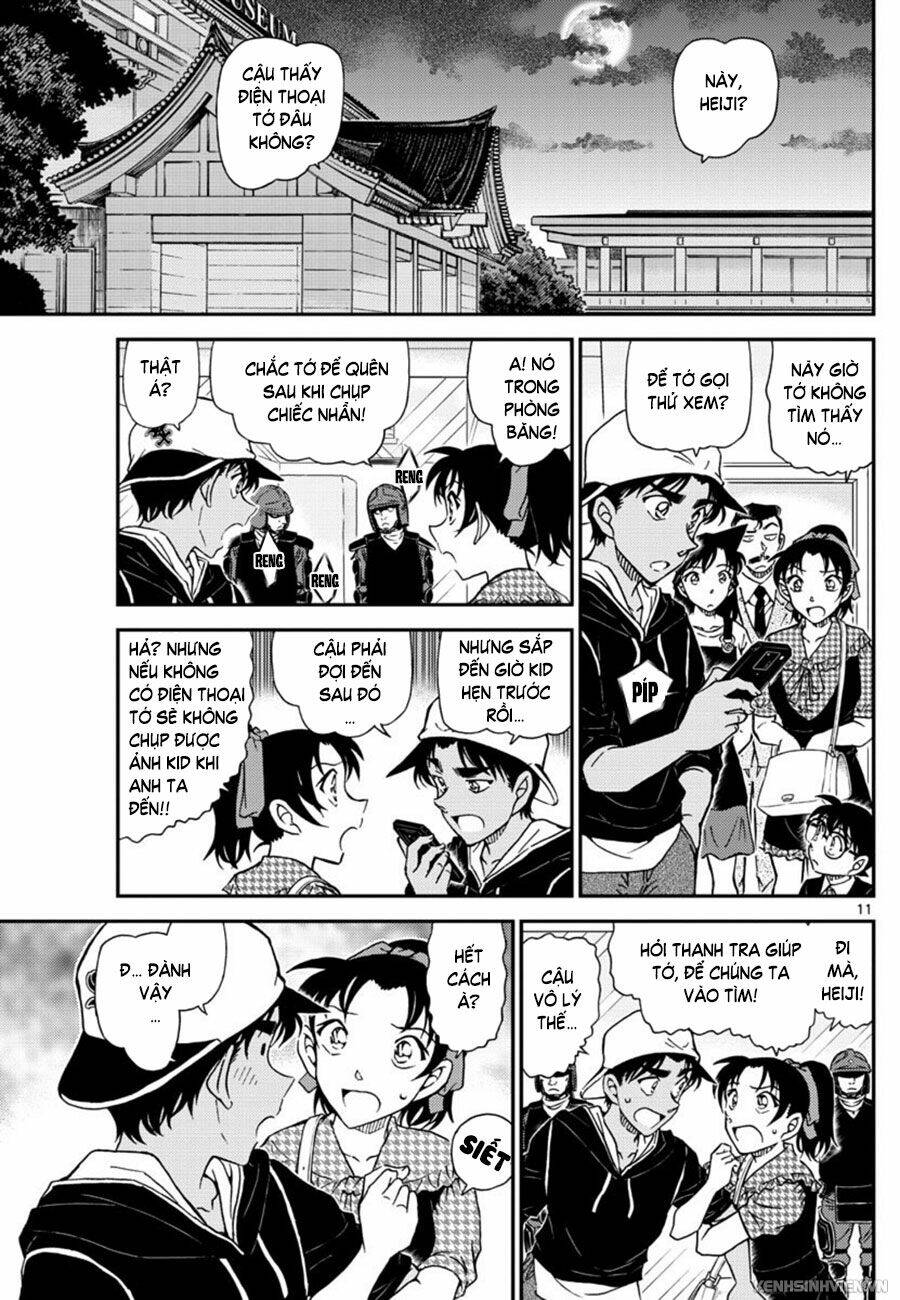 MUSEUM
NÀY,
HEIJI?
CẬU THẤY
ĐIỆN THOẠI
TỚ ĐÂU
KHÔNG?
NÃY GIỜ
TỚ KHÔNG
TÌM THẤY
NÓ...
ĐỂ TỚ GỌI
THỬ XEM?
PÍP
A! NÓ
TRONG
PHÒNG
BĂNG!
CHẮC TỚ ĐỂ QUÊN
SAU KHI CHỤP
CHIẾC NHẪN!
THẬT
Á?
RENG
RENG
RENG
NHƯNG SẮP
ĐẾN GIỜ KID
HẸN TRƯỚC
RỒI...
CẬU PHẢI
ĐỢI ĐẾN
SAU ĐÓ
...
HẢ? NHƯNG
NẾU KHÔNG
CÓ ĐIỆN THOẠI
TỚ SẼ KHÔNG
CHỤP ĐƯỢC
ẢNH KID KHI
ANH TA
ĐẾN!!
11
ĐI
MÀ,
HEIJI!
HỎI THANH TRA GIÚP
TỚ, ĐỂ CHÚNG TA
VÀO TÌM!
CẬU
VÔ LÝ
THẾ...
HẾT
CÁCH
À?
SIẾT
Đ... ĐÀNH
VẬY
...
KENHSINHVIEN.VN